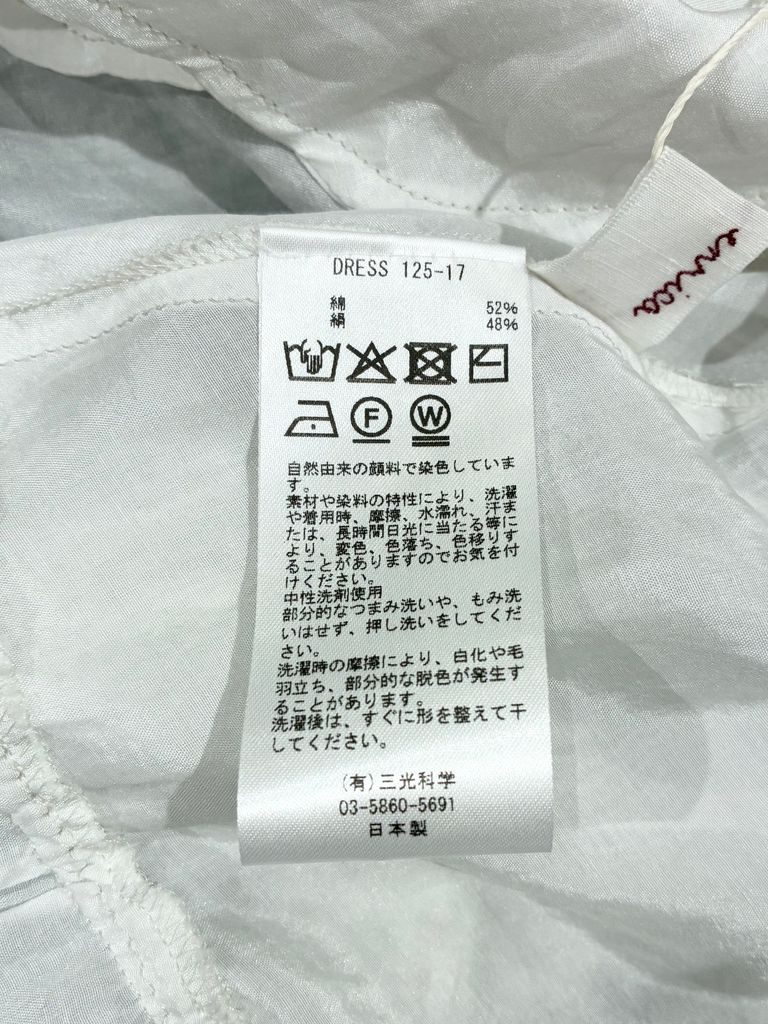 enrica
DRESS 125-17
綿 52%
絹 48%
F
W
自然由来の顔料で染色していま
す。
素材や染料の特性により、洗濯
や着用時、摩擦、水濡れ、汗ま
たは、長時間日光に当たる等に
より、変色、色落ち、色移りす
ることがありますのでお気を付
けください。
中性洗剤使用
部分的なつまみ洗いや、もみ洗
いはせず、押し洗いをしてくだ
さい。
洗濯時の摩擦により、白化や毛
羽立ち、部分的な脱色が発生す
ることがあります。
洗濯後は、すぐに形を整えて干
してください。
(有)三光科学
03-5860-5691
日本製